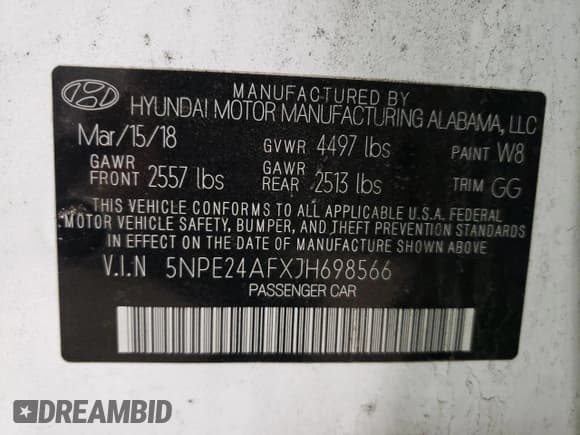 MANUFACTURED BY
HYUNDAI MOTOR MANUFACTURING ALABAMA, LLC
Mar/15/18 GVWR 4497 lbs PAINT W8
GAWR FRONT 2557 lbs GAWR REAR 2513 lbs TRIM GG
THIS VEHICLE CONFORMS TO ALL APPLICABLE U.S.A. FEDERAL
MOTOR VEHICLE SAFETY, BUMPER, AND THEFT PREVENTION STANDARDS
IN EFFECT ON THE DATE OF MANUFACTURE SHOWN ABOVE.
V.I.N 5NPE24AFXJH698566
PASSENGER CAR
DREAMBID